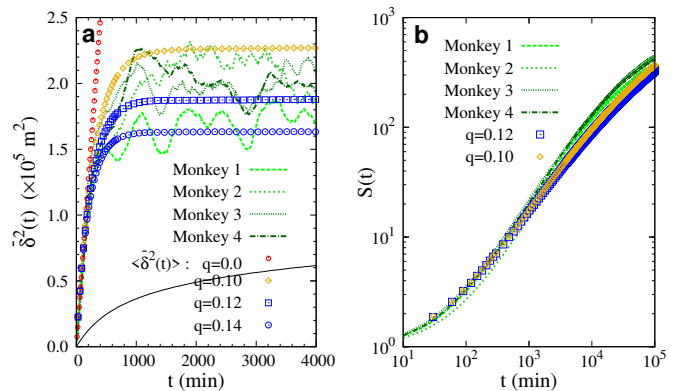 a
2.5
2.0
1.5
1.0
0.5
0.0
0
1000
2000
3000
4000
δ̄²(t) (×10⁵ m²)
t (min)
Monkey 1
Monkey 2
Monkey 3
Monkey 4
<δ̄²(t)> : q=0.0
q=0.10
q=0.12
q=0.14
b
10³
10²
10¹
10⁰
10¹
10²
10³
10⁴
10⁵
S(t)
t (min)
Monkey 1
Monkey 2
Monkey 3
Monkey 4
q=0.12
q=0.10